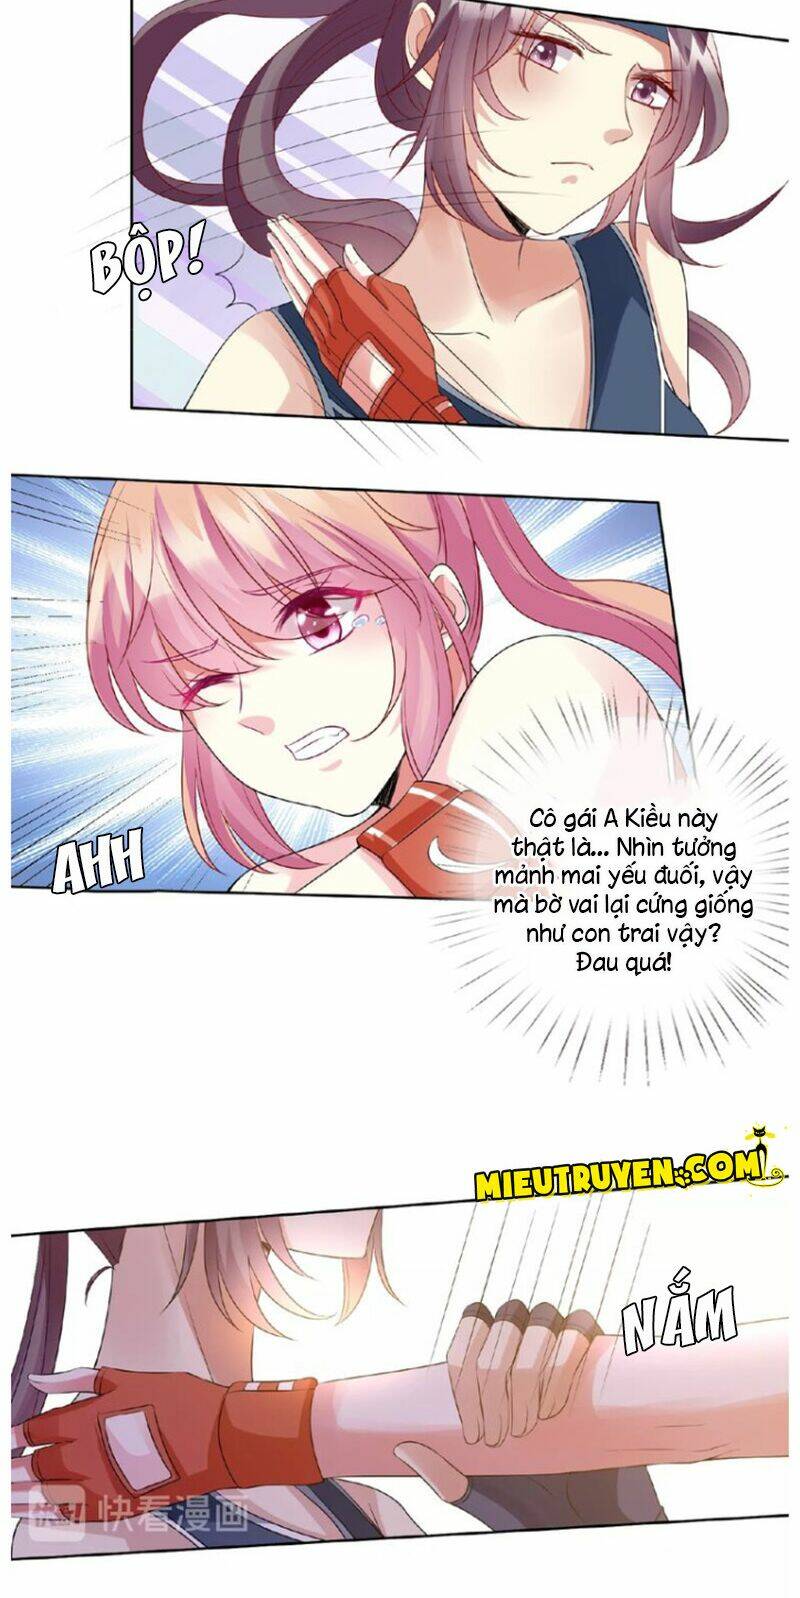 BỘP!
AHH
Cô gái A Kiều này
thật là... Nhìn tưởng
mảnh mai yếu đuối, vậy
mà bờ vai lại cứng giống
như con trai vậy?
Đau quá!
MIEUTRUYEN.COM
NẮM
快看漫画